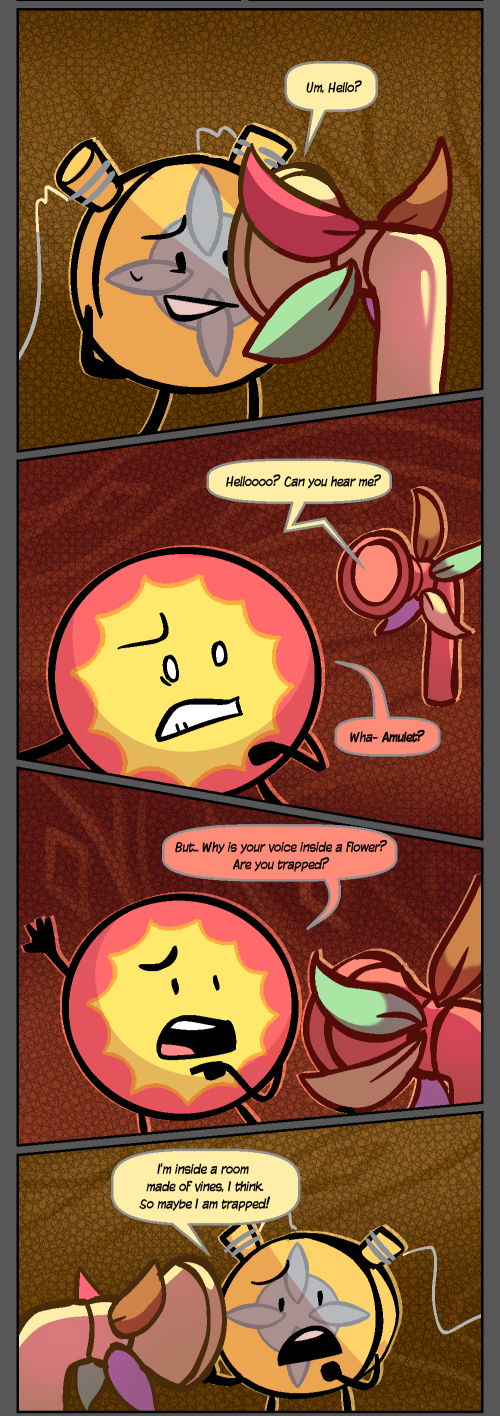 Um, Hello?
Helloooo? Can you hear me?
Wha- Amulet?
But.. Why is your voice inside a flower?
Are you trapped?
I'm inside a room
made of vines, I think.
So maybe I am trapped!